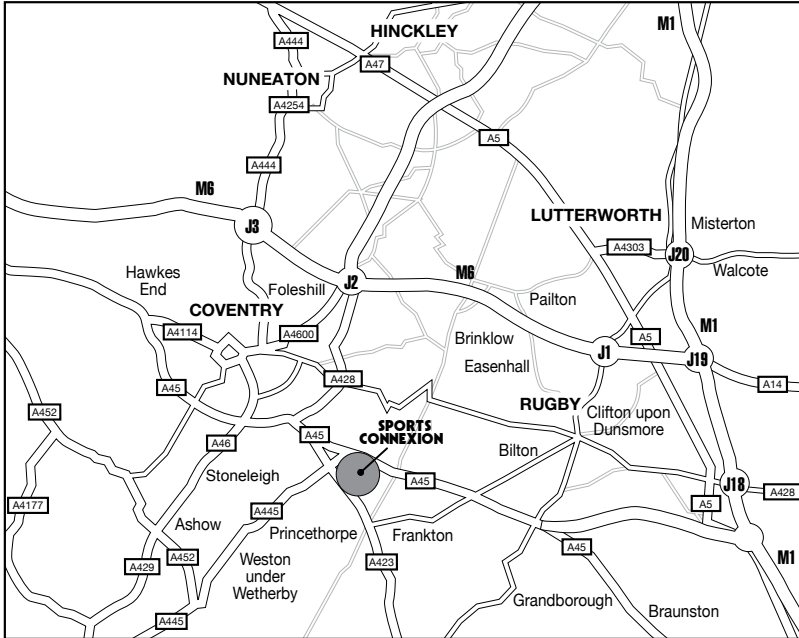 HINCKLEY
M1
A444
A47
NUNEATON
A4254
A5
A444
M6
LUTTERWORTH
Misterton
J3
A4303
J20
Walcote
Hawkes
End
Foleshill
J2
M6
Pailton
COVENTRY
A4114
A4600
Brinklow
A5
M1
Easenhall
J1
J19
A45
A428
A14
RUGBY
A452
SPORTS
CONNEXION
Clifton upon
Dunsmore
A46
A45
Bilton
Stoneleigh
A45
J18
A428
A4177
A445
A5
Ashow
Princethorpe
Frankton
A452
Weston
under
Wetherby
A423
A45
M1
A429
Grandborough
Braunston
A445